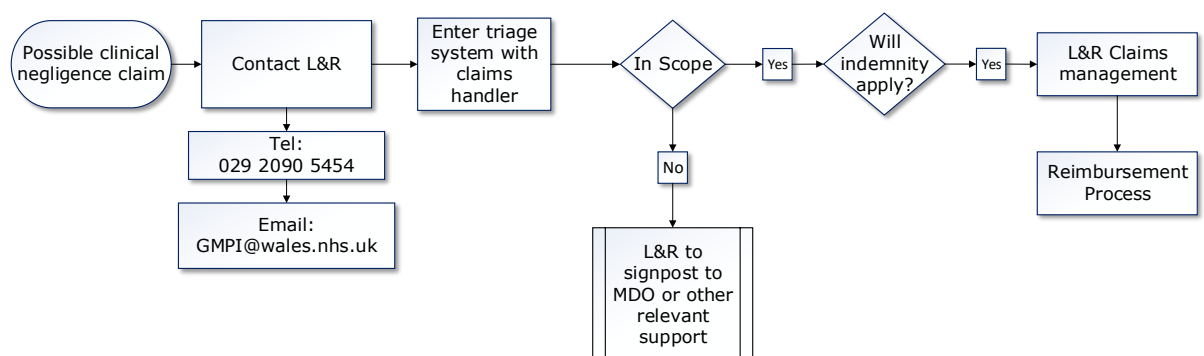 Possible clinical
negligence claim
Contact L&R
Tel:
029 2090 5454
Email:
GMPI@wales.nhs.uk
Enter triage
system with
claims
handler
In Scope
Yes
No
L&R to
signpost to
MDO or other
relevant
support
Will
indemnity
apply?
Yes
L&R Claims
management
Reimbursement
Process